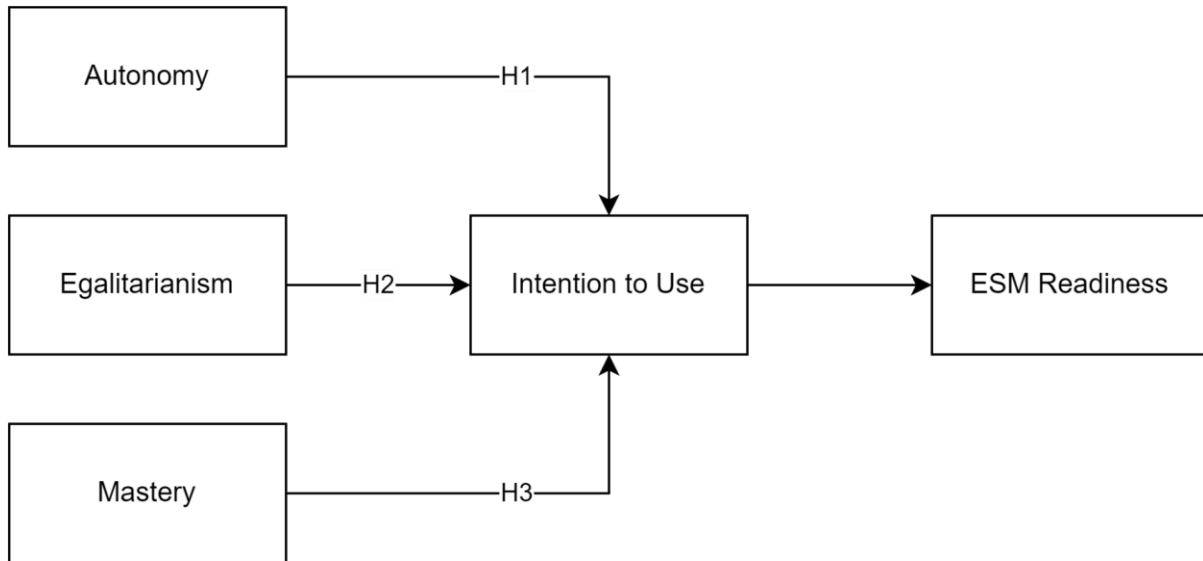 Autonomy
H1
Egalitarianism
H2
Intention to Use
ESM Readiness
Mastery
H3